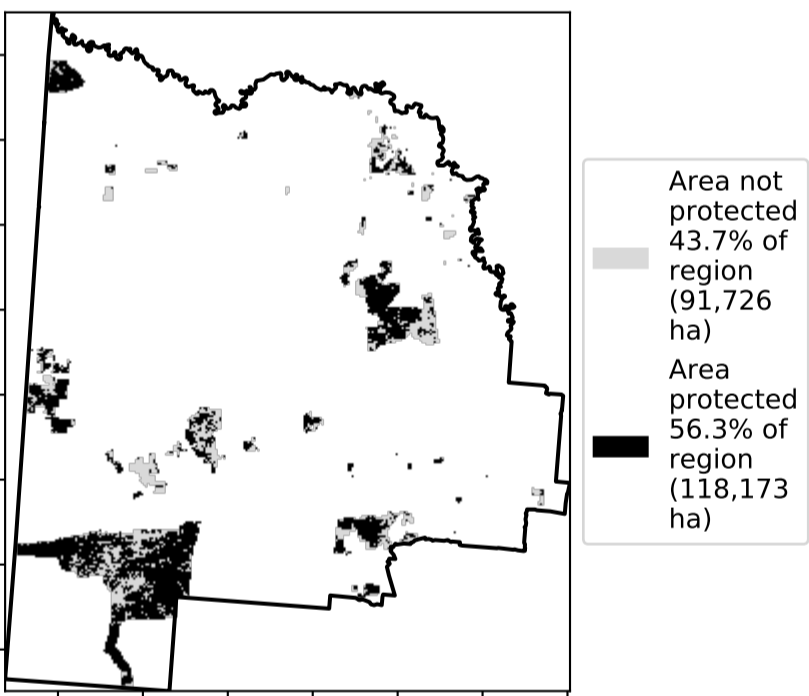 Area not
protected
43.7% of
region
(91,726
ha)
Area
protected
56.3% of
region
(118,173
ha)